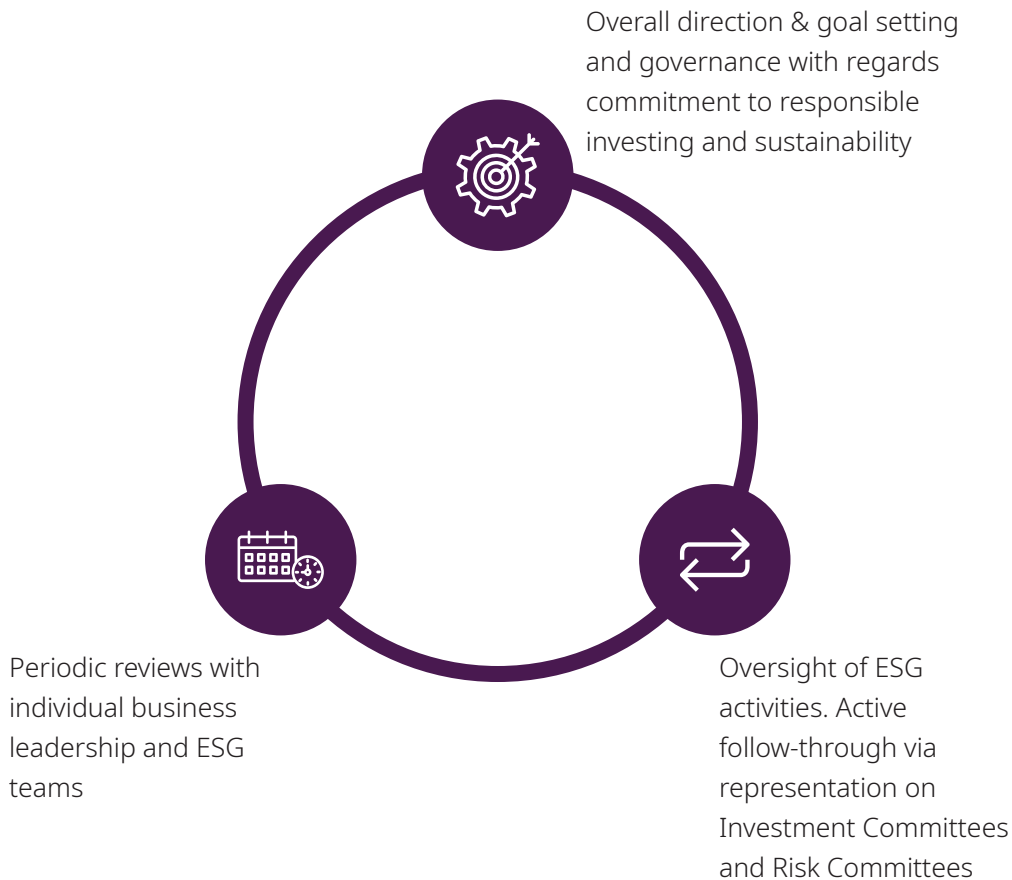 Overall direction & goal setting
and governance with regards
commitment to responsible
investing and sustainability
Periodic reviews with
individual business
leadership and ESG
teams
Oversight of ESG
activities. Active
follow-through via
representation on
Investment Committees
and Risk Committees